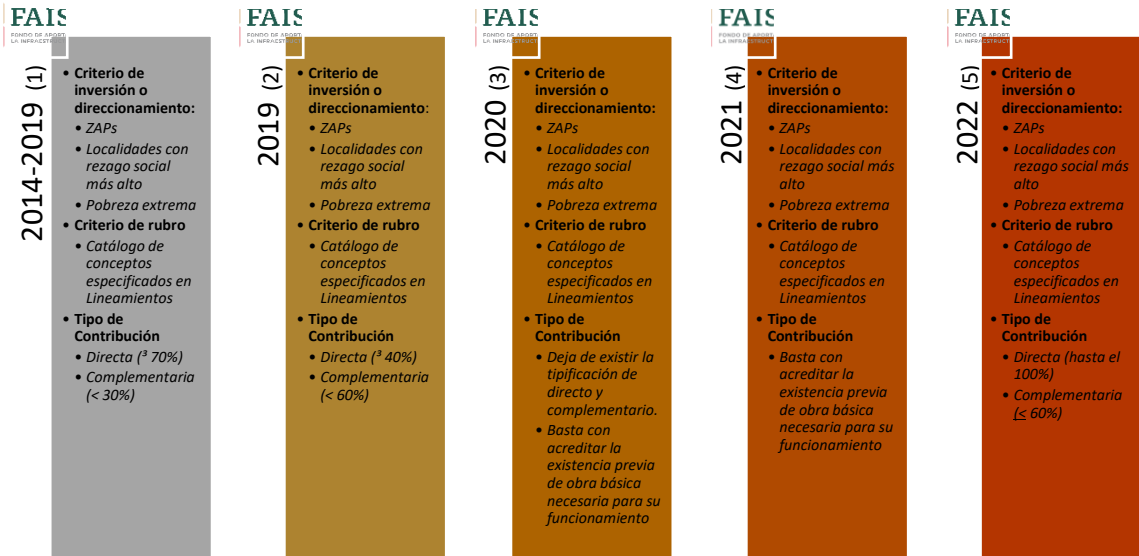 FAIS
FONDO DE APORT
LA INFRAESTRUCT
2014-2019 (1)
• Criterio de
inversión o
direccionamiento:
• ZAPs
• Localidades con
rezago social
más alto
• Pobreza extrema
• Criterio de rubro
• Catálogo de
conceptos
especificados en
Lineamientos
• Tipo de
Contribución
• Directa (³ 70%)
• Complementaria
(< 30%)
FAIS
FONDO DE APORT
LA INFRAESTRUCT
2019 (2)
• Criterio de
inversión o
direccionamiento:
• ZAPs
• Localidades con
rezago social
más alto
• Pobreza extrema
• Criterio de rubro
• Catálogo de
conceptos
especificados en
Lineamientos
• Tipo de
Contribución
• Directa (³ 40%)
• Complementaria
(< 60%)
FAIS
FONDO DE APORT
LA INFRAESTRUCT
2020 (3)
• Criterio de
inversión o
direccionamiento:
• ZAPs
• Localidades con
rezago social
más alto
• Pobreza extrema
• Criterio de rubro
• Catálogo de
conceptos
especificados en
Lineamientos
• Tipo de
Contribución
• Deja de existir la
tipificación de
directo y
complementario.
• Basta con
acreditar la
existencia previa
de obra básica
necesaria para su
funcionamiento
FAIS
FONDO DE APORT
LA INFRAESTRUCT
2021 (4)
• Criterio de
inversión o
direccionamiento:
• ZAPs
• Localidades con
rezago social
más alto
• Pobreza extrema
• Criterio de rubro
• Catálogo de
conceptos
especificados en
Lineamientos
• Tipo de
Contribución
• Basta con
acreditar la
existencia previa
de obra básica
necesaria para su
funcionamiento
FAIS
FONDO DE APORT
LA INFRAESTRUCT
2022 (5)
• Criterio de
inversión o
direccionamiento:
• ZAPs
• Localidades con
rezago social más
alto
• Pobreza extrema
• Criterio de rubro
• Catálogo de
conceptos
especificados en
Lineamientos
• Tipo de
Contribución
• Directa (hasta el
100%)
• Complementaria
(≤ 60%)